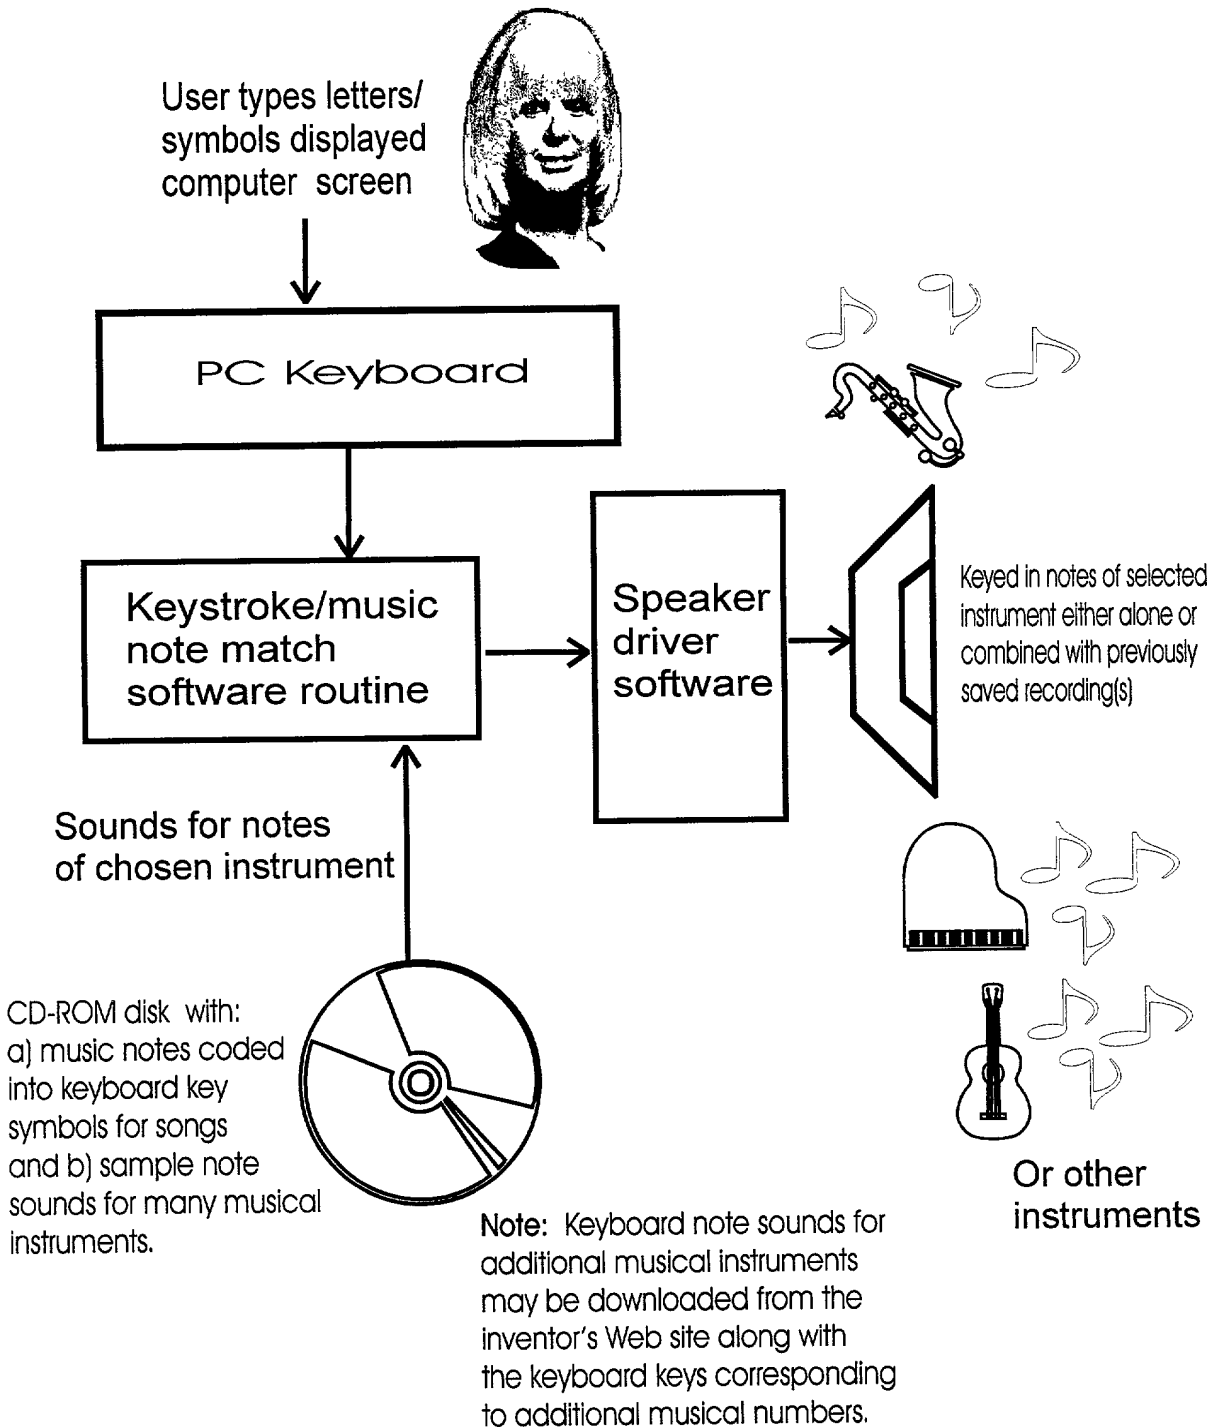 User types letters/
symbols displayed
computer screen
PC Keyboard
Keystroke/music
note match
software routine
Speaker
driver
software
Keyed in notes of selected
instrument either alone or
combined with previously
saved recording(s)
Sounds for notes
of chosen instrument
CD-ROM disk with:
a) music notes coded
into keyboard key
symbols for songs
and b) sample note
sounds for many musical
instruments.
Or other
instruments
Note: Keyboard note sounds for
additional musical instruments
may be downloaded from the
inventor's Web site along with
the keyboard keys corresponding
to additional musical numbers.